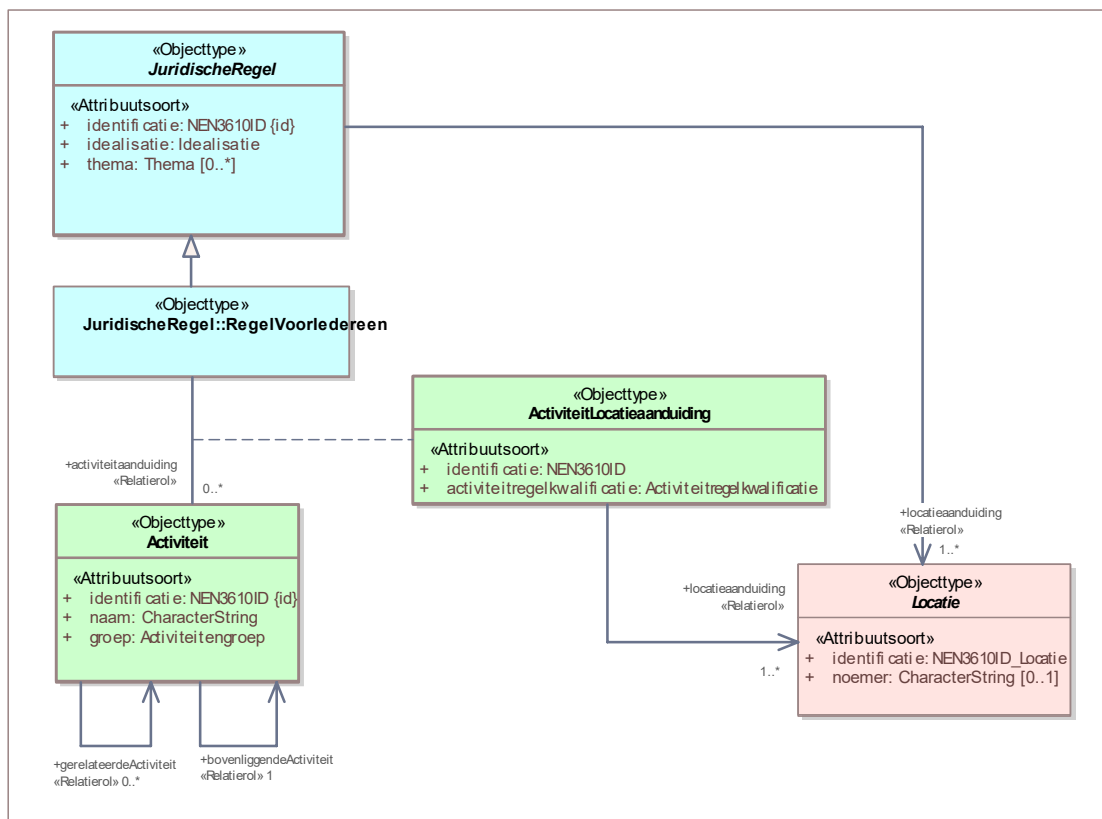 «Objecttype»
JuridischeRegel
«Attribuutsoort»
+ identificatie: NEN3610ID {id}
+ idealisatie: Idealisatie
+ thema: Thema [0..*]
«Objecttype»
JuridischeRegel::RegelVoorIedereen
«Objecttype»
ActiviteitLocatieaanduiding
«Attribuutsoort»
+ identificatie: NEN3610ID
+ activiteitregelkwalificatie: Activiteitregelkwalificatie
+activiteitaanduiding
«Relatierol»
0..*
«Objecttype»
Activiteit
«Attribuutsoort»
+ identificatie: NEN3610ID {id}
+ naam: CharacterString
+ groep: Activiteitengroep
+locatieaanduiding
«Relatierol»
1..*
+locatieaanduiding
«Relatierol»
1..*
«Objecttype»
Locatie
«Attribuutsoort»
+ identificatie: NEN3610ID_Locatie
+ noemer: CharacterString [0..1]
+gerelateerdeActiviteit
«Relatierol» 0..*
+bovenliggendeActiviteit
«Relatierol» 1